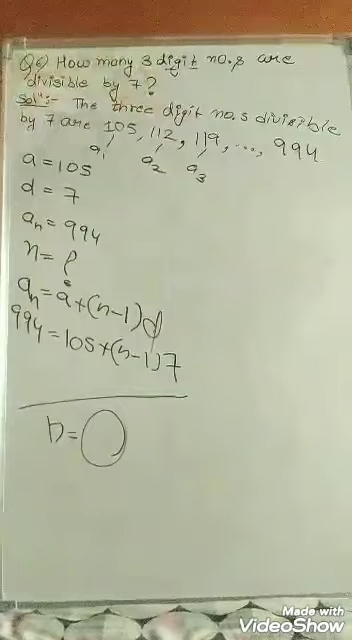 Q6) How many 3 digit no.s are
divisible by 7?
Solⁿ:- The three digit no.s divisible
by 7 are 105, 112, 119, ...., 994
a₁ a₂ a₃
a = 105
d = 7
aₙ = 994
n = ?
aₙ = a + (n-1)d
994 = 105 + (n-1)7
n =
Made with
VideoShow